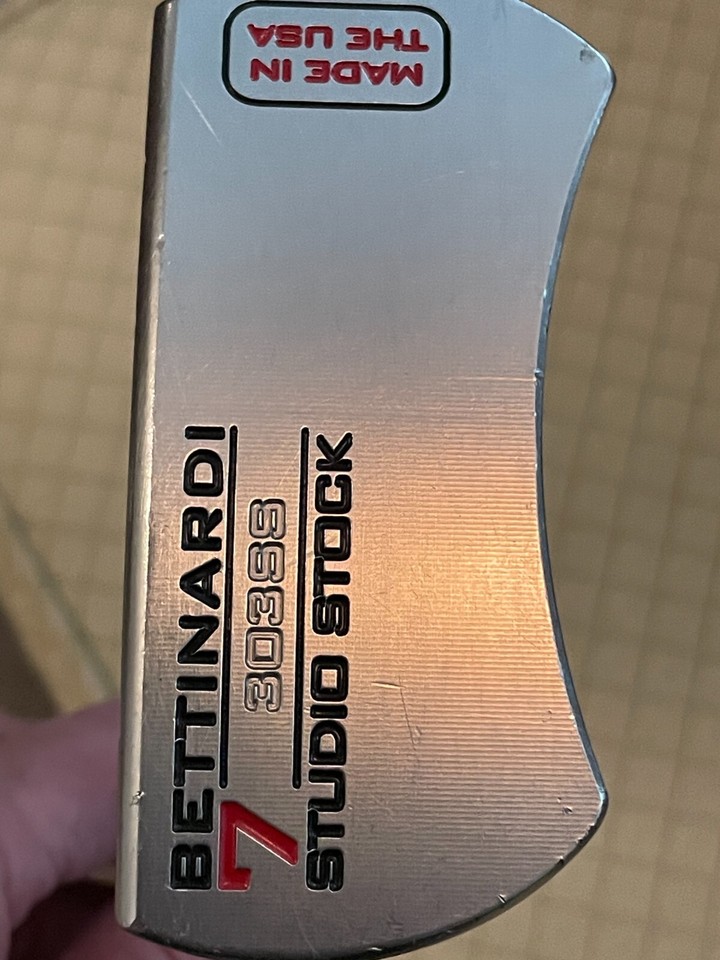 MADE IN
THE USA
BETTINARDI
7 303SS
STUDIO STOCK